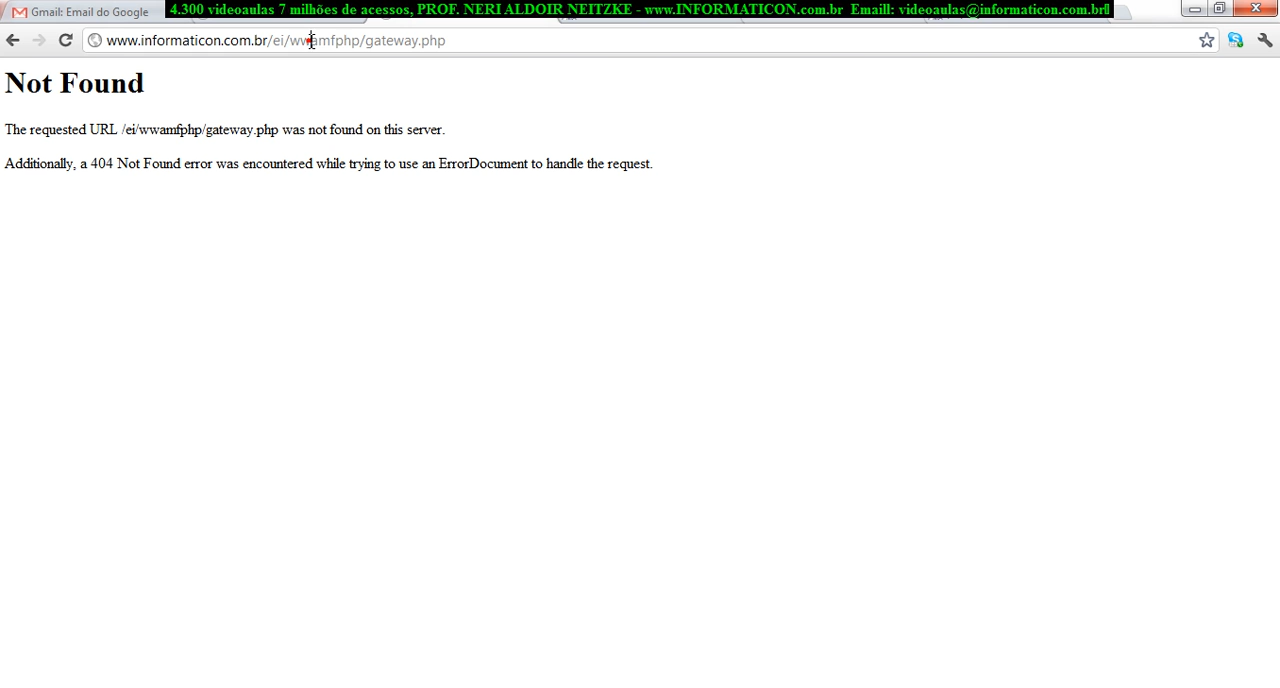 Gmail: Email do Google
4.300 videoaulas 7 milhões de acessos, PROF. NERI ALDOIR NEITZKE - www.INFORMATICON.com.br Emaill: videoaulas@informaticon.com.br
www.informaticon.com.br/ei/wwamfphp/gateway.php
Not Found
The requested URL /ei/wwamfphp/gateway.php was not found on this server.
Additionally, a 404 Not Found error was encountered while trying to use an ErrorDocument to handle the request.